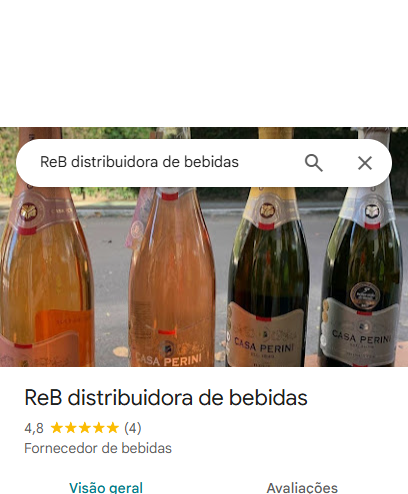 ReB distribuidora de bebidas
CASA PERINI
CASA PERINI
CASA PERINI
ReB distribuidora de bebidas
4,8 ★★★★★ (4)
Fornecedor de bebidas
Visão geral Avaliações